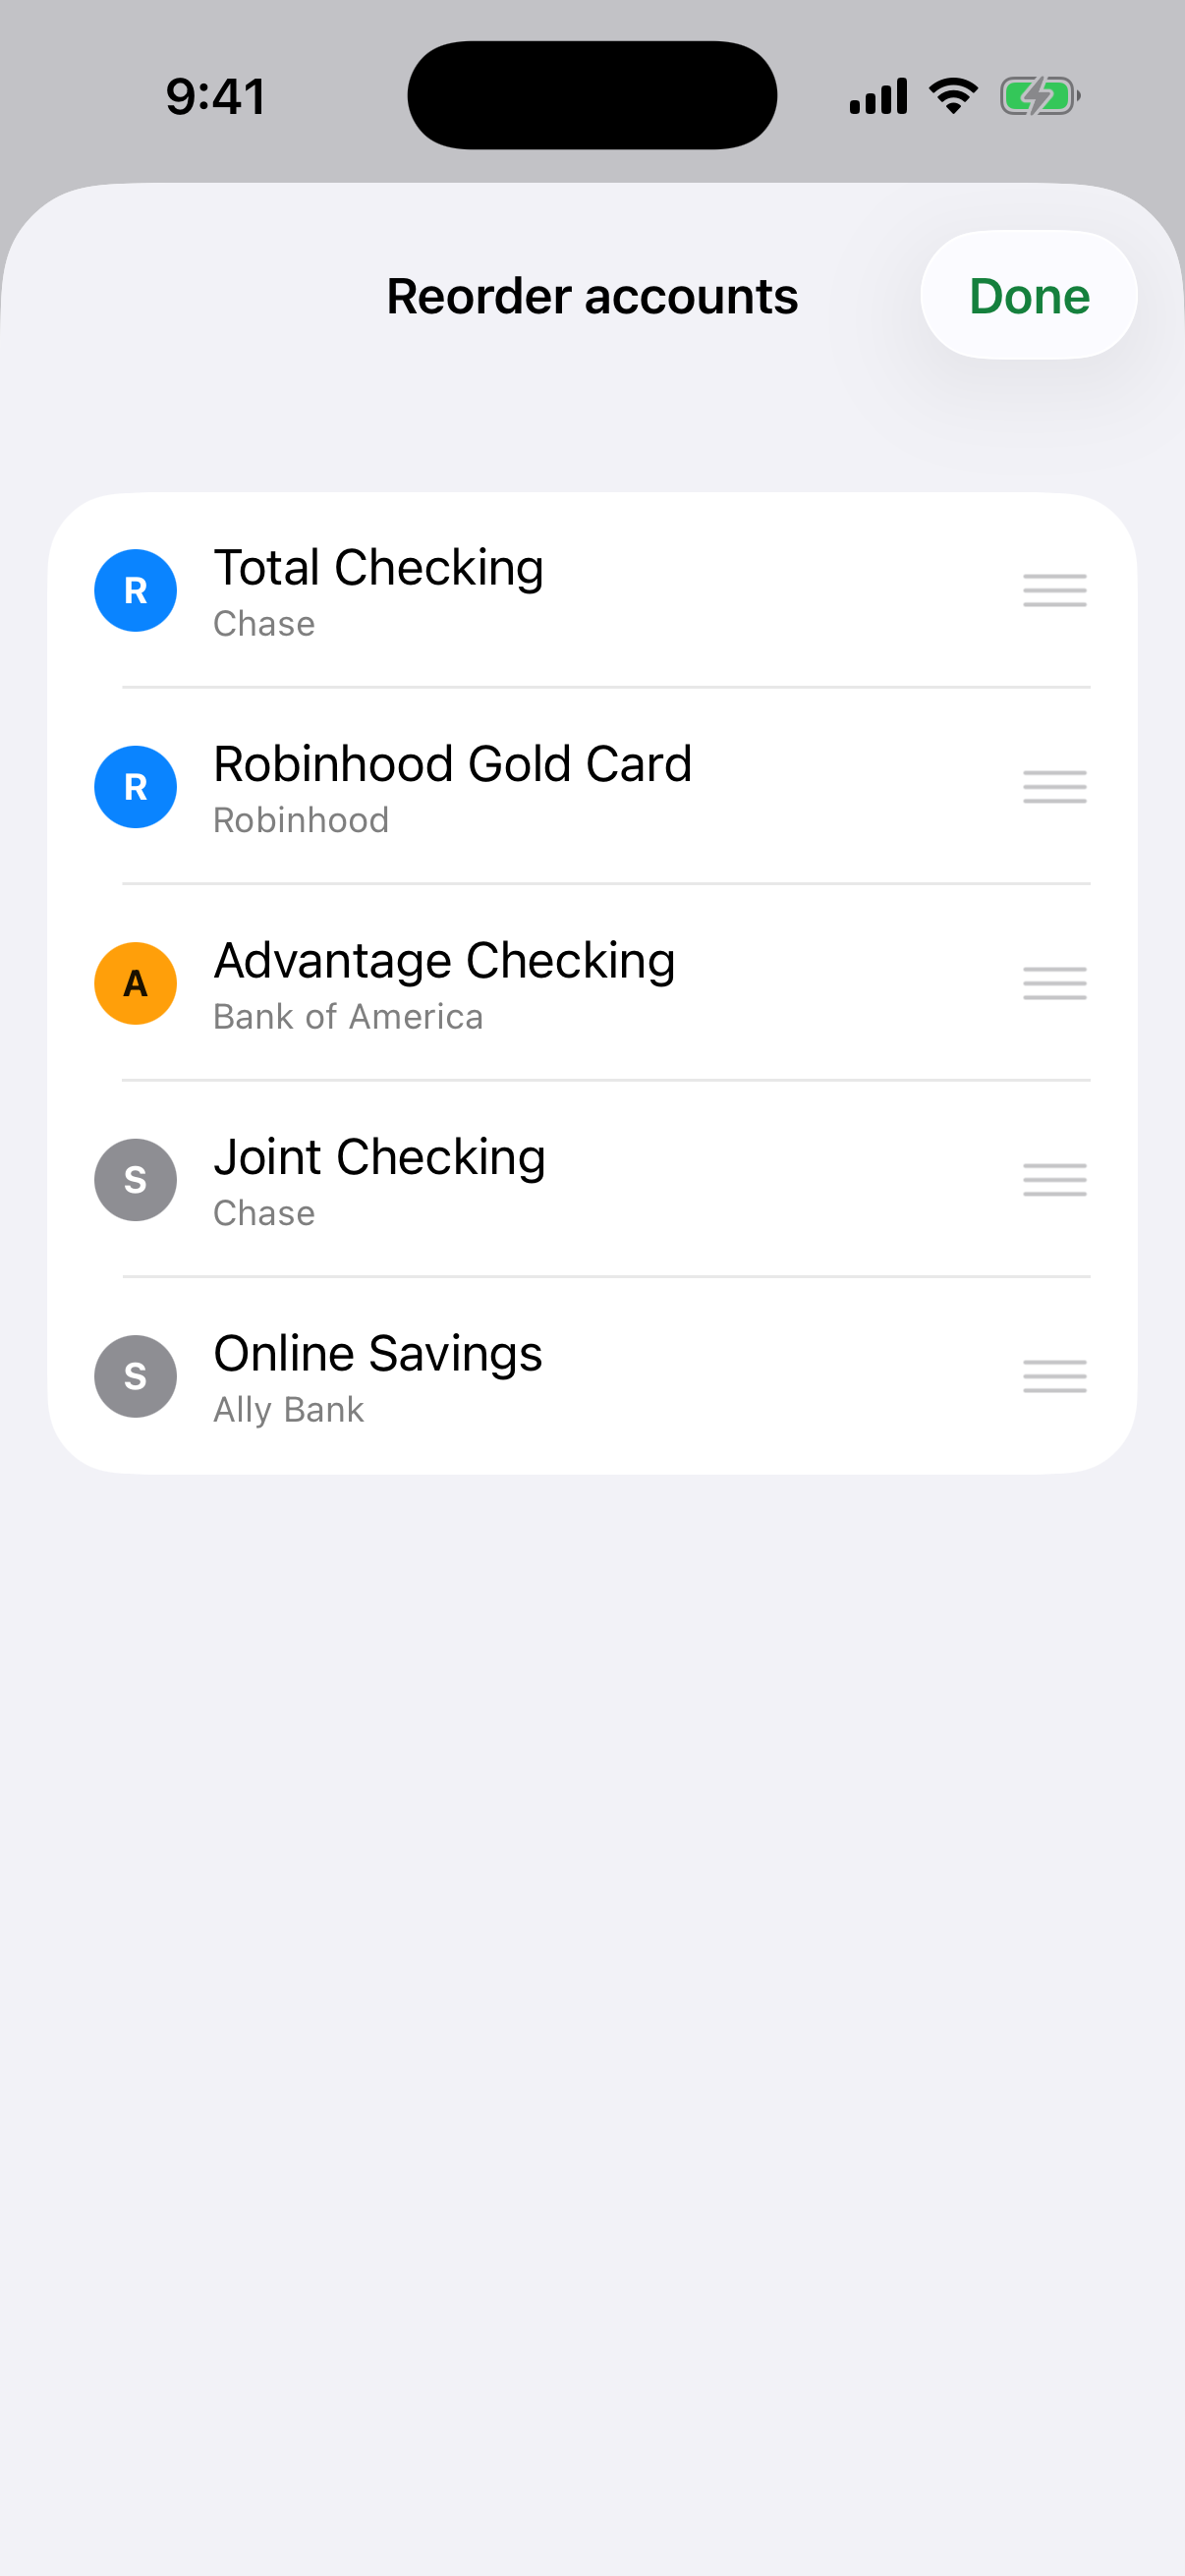 9:41
Reorder accounts
Done
R
Total Checking
Chase
R
Robinhood Gold Card
Robinhood
A
Advantage Checking
Bank of America
S
Joint Checking
Chase
S
Online Savings
Ally Bank